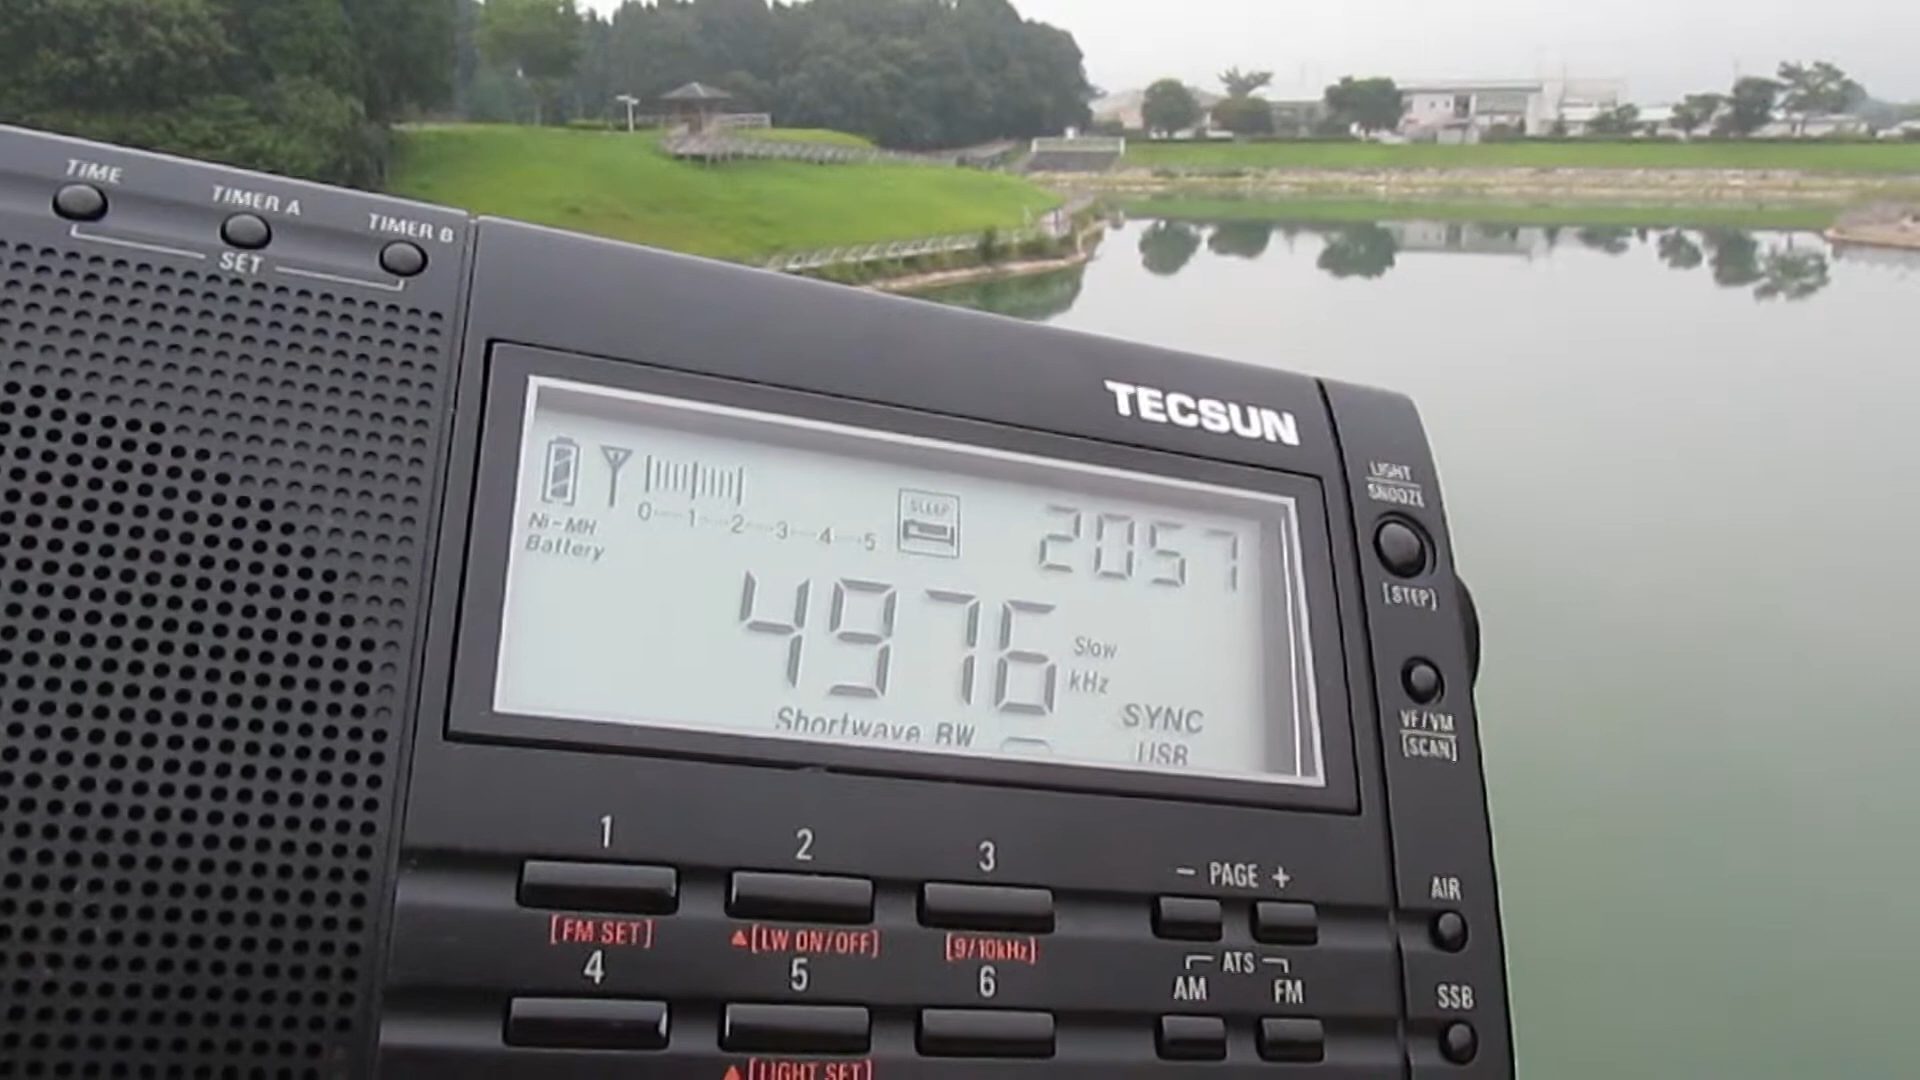 TIME
TIMER A
TIMER B
SET
TECSUN
LIGHT
SNOOZE
[STEP]
SLEEP
2057
0 1 2 3 4 5
Ni-MH
Battery
4976
Slow
kHz
Shortwave BW
SYNC
USB
VF/VM
[SCAN]
1 2 3
- PAGE +
AIR
[FM SET] ▲[LW ON/OFF] [9/10kHz]
ATS
4 5 6
AM FM
SSB
▲[LIGHT SET]